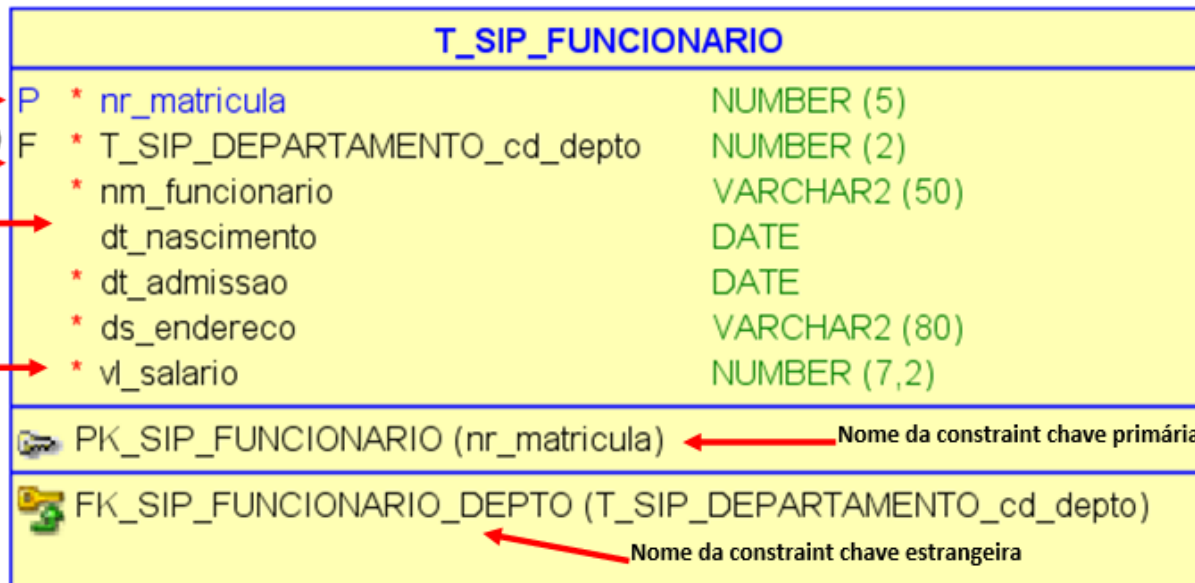 T_SIP_FUNCIONARIO
P * nr_matricula NUMBER (5)
F * T_SIP_DEPARTAMENTO_cd_depto NUMBER (2)
* nm_funcionario VARCHAR2 (50)
dt_nascimento DATE
* dt_admissao DATE
* ds_endereco VARCHAR2 (80)
* vl_salario NUMBER (7,2)
PK_SIP_FUNCIONARIO (nr_matricula) Nome da constraint chave primária
FK_SIP_FUNCIONARIO_DEPTO (T_SIP_DEPARTAMENTO_cd_depto)
Nome da constraint chave estrangeira